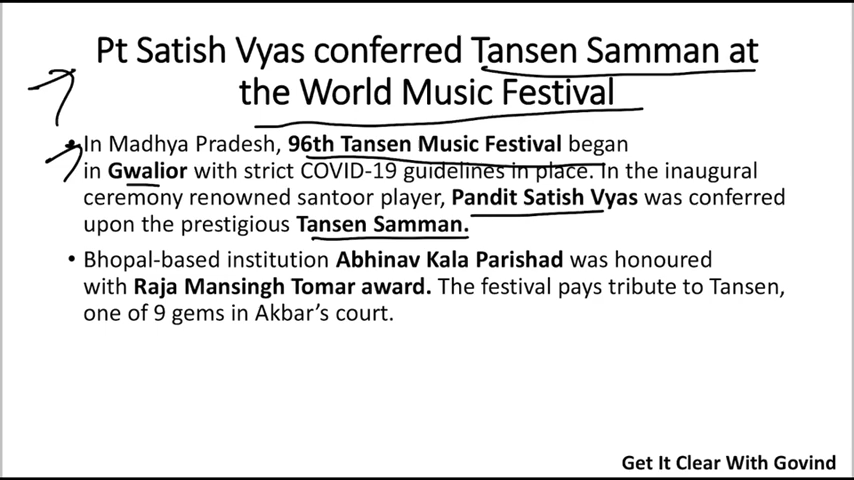 Pt Satish Vyas conferred Tansen Samman at
the World Music Festival
• In Madhya Pradesh, 96th Tansen Music Festival began
in Gwalior with strict COVID-19 guidelines in place. In the inaugural
ceremony renowned santoor player, Pandit Satish Vyas was conferred
upon the prestigious Tansen Samman.
• Bhopal-based institution Abhinav Kala Parishad was honoured
with Raja Mansingh Tomar award. The festival pays tribute to Tansen,
one of 9 gems in Akbar’s court.
Get It Clear With Govind